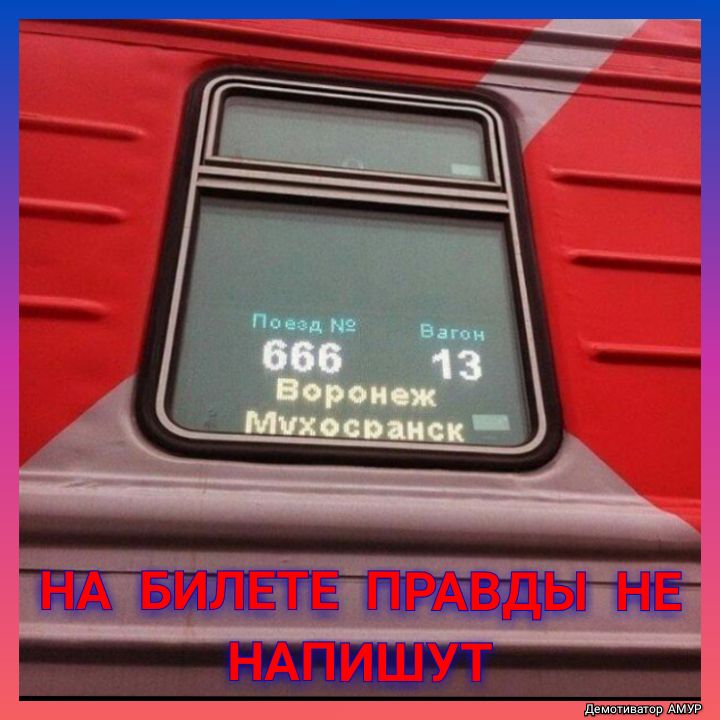 Поезд № Вагон
666 13
Воронеж
Мухосранск
НА БИЛЕТЕ ПРАВДЫ НЕ
НАПИШУТ
Демотиватор АМУР